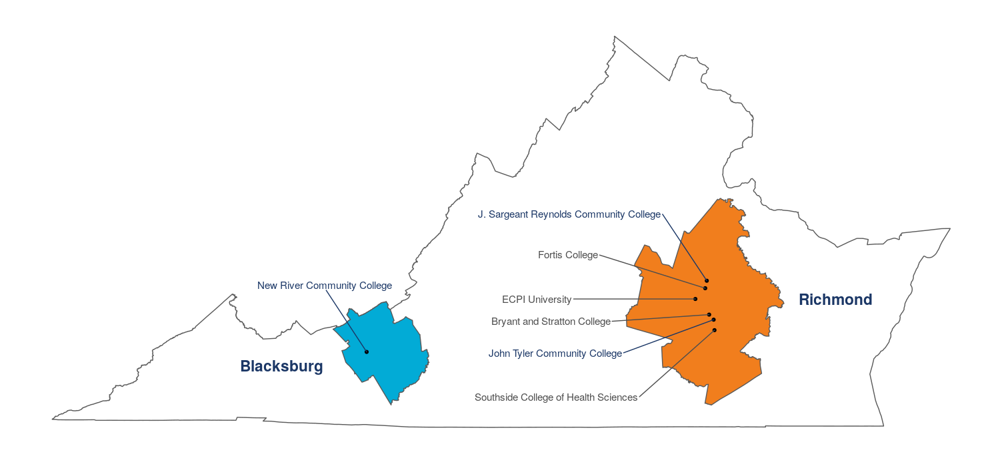 J. Sargeant Reynolds Community College
Fortis College
New River Community College
ECPI University
Richmond
Bryant and Stratton College
John Tyler Community College
Blacksburg
Southside College of Health Sciences